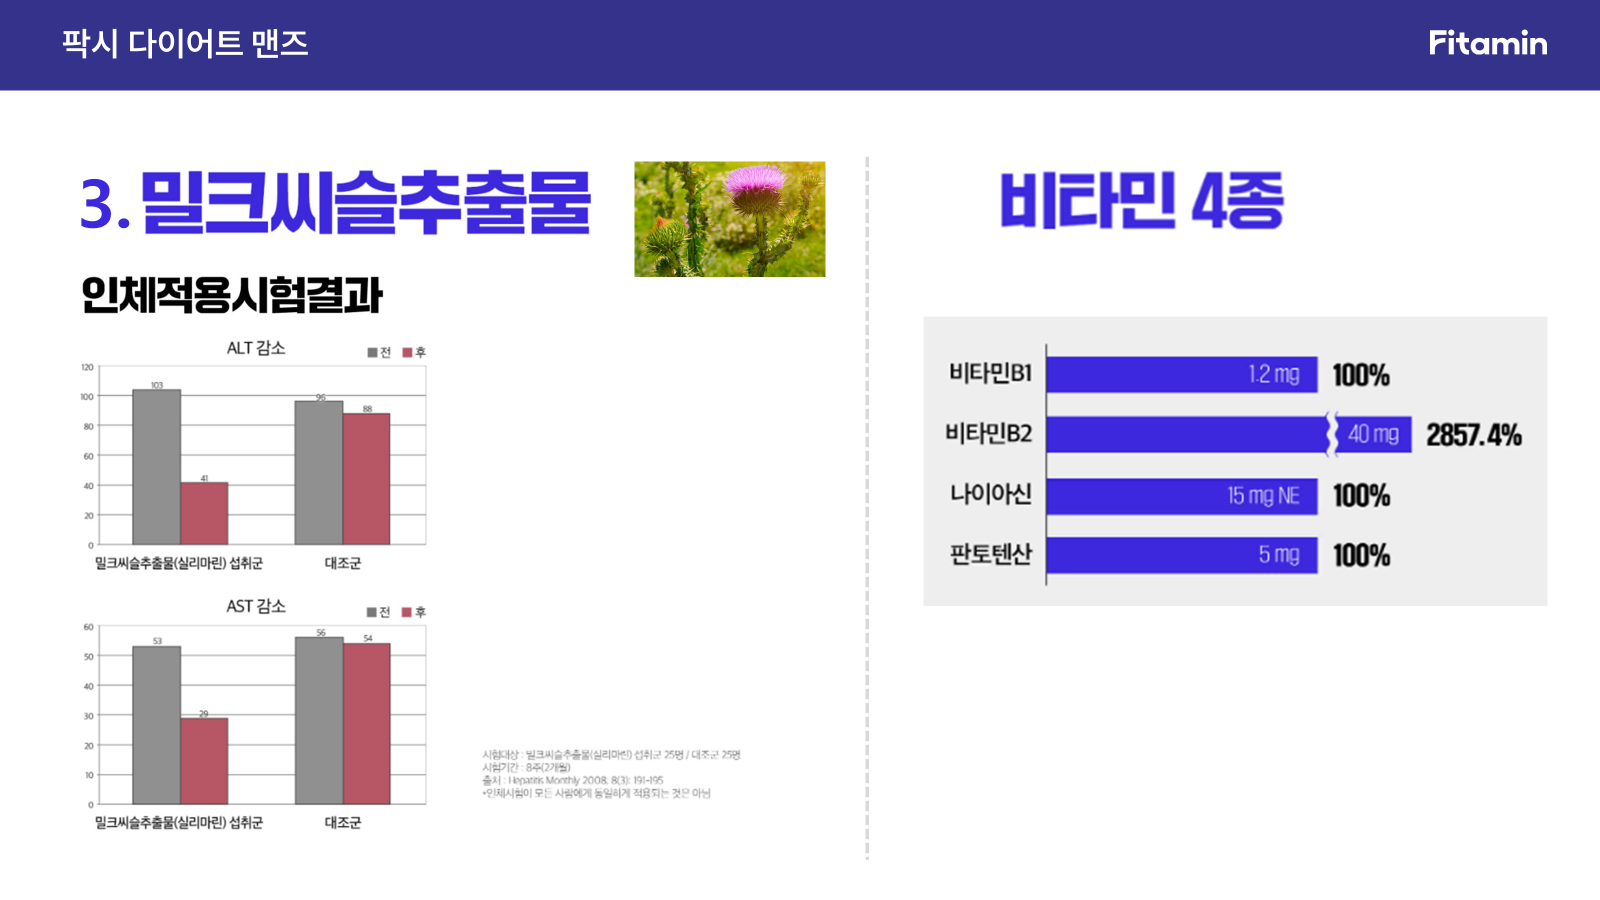 팍시 다이어트 맨즈
Fitamin
3. 밀크씨슬추출물
인체적용시험결과
ALT 감소
전 후
120
100
80
60
40
20
0
103
41
96
88
밀크씨슬추출물(실리마린) 섭취군
대조군
AST 감소
전 후
60
50
40
30
20
10
0
53
29
56
54
밀크씨슬추출물(실리마린) 섭취군
대조군
시험대상 : 밀크씨슬추출물(실리마린) 섭취군 25명 / 대조군 25명
시험기간 : 8주(2개월)
출처 : Hepatitis Monthly 2008; 8(3): 191-195
*인체시험이 모든 사람에게 동일하게 적용되는 것은 아님
비타민 4종
비타민B1 1.2 mg 100%
비타민B2 40 mg 2857.4%
나이아신 15 mg NE 100%
판토텐산 5 mg 100%